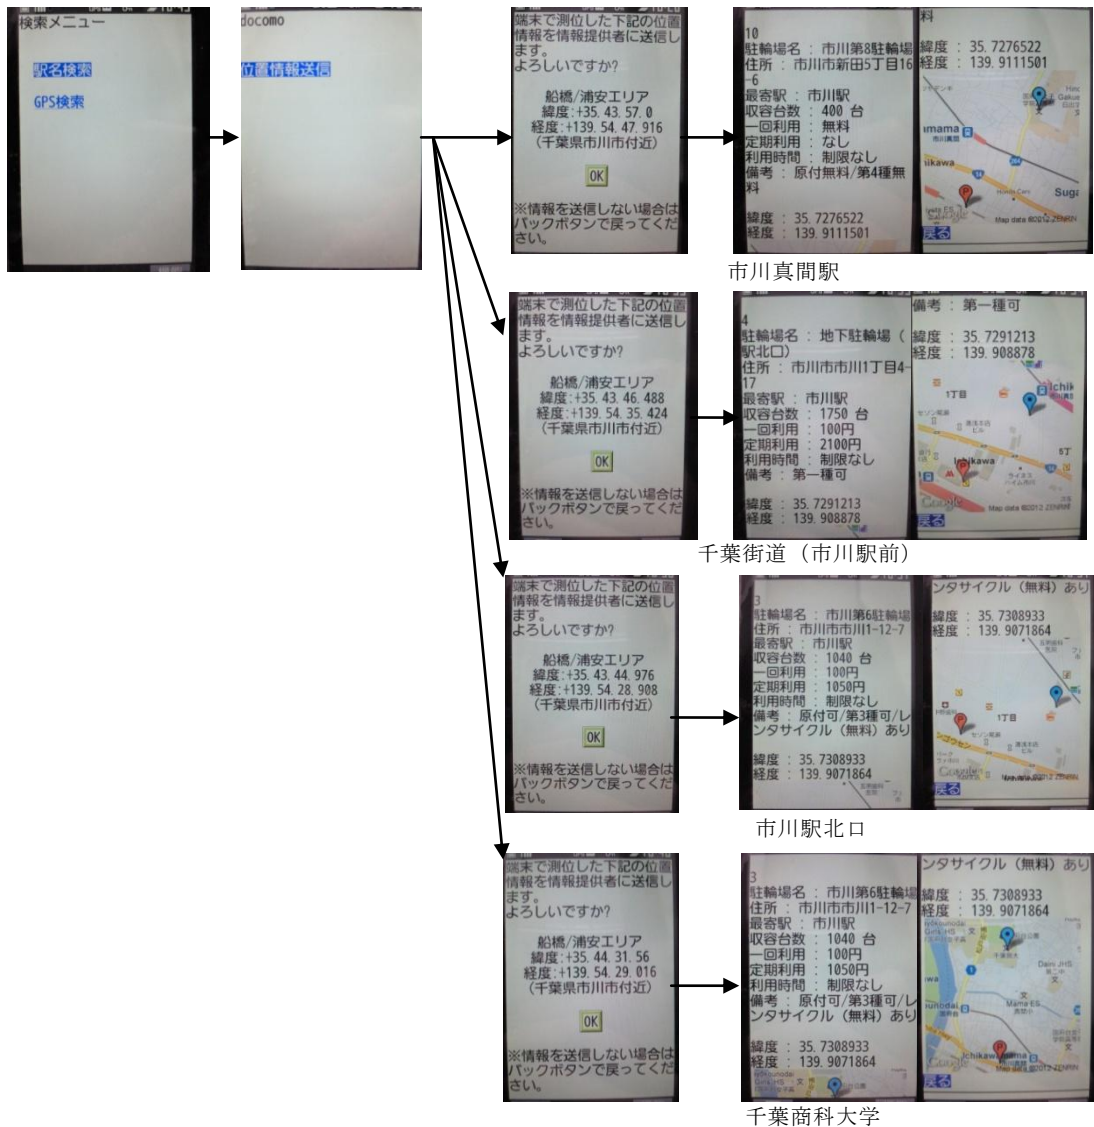 検索メニュー
駅名検索
GPS検索
docomo
位置情報送信
端末で測位した下記の位置
情報を情報提供者に送信し
ます。
よろしいですか?
船橋/浦安エリア
緯度:+35.43.57.0
経度:+139.54.47.916
(千葉県市川市付近)
OK
※情報を送信しない場合は
バックボタンで戻ってくだ
さい。
10
駐輪場名 : 市川第8駐輪場
住所 : 市川市新田5丁目16
-6
最寄駅 : 市川駅
収容台数 : 400 台
一回利用 : 無料
定期利用 : なし
利用時間 : 制限なし
備考 : 原付無料/第4種無
料
緯度 : 35.7276522
経度 : 139.9111501
料
緯度 : 35.7276522
経度 : 139.9111501
Map data ©2012 ZENRIN
戻る
市川真間駅
端末で測位した下記の位置
情報を情報提供者に送信し
ます。
よろしいですか?
船橋/浦安エリア
緯度:+35.43.46.488
経度:+139.54.35.424
(千葉県市川市付近)
OK
※情報を送信しない場合は
バックボタンで戻ってくだ
さい。
4
駐輪場名 : 地下駐輪場(
駅北口)
住所 : 市川市市川1丁目4-
17
最寄駅 : 市川駅
収容台数 : 1750 台
一回利用 : 100円
定期利用 : 2100円
利用時間 : 制限なし
備考 : 第一種可
緯度 : 35.7291213
経度 : 139.908878
備考 : 第一種可
緯度 : 35.7291213
経度 : 139.908878
1丁目
Ichikawa
Google
Map data ©2012 ZENRIN
戻る
千葉街道(市川駅前)
端末で測位した下記の位置
情報を情報提供者に送信し
ます。
よろしいですか?
船橋/浦安エリア
緯度:+35.43.44.976
経度:+139.54.28.908
(千葉県市川市付近)
OK
※情報を送信しない場合は
バックボタンで戻ってくだ
さい。
3
駐輪場名 : 市川第6駐輪場
住所 : 市川市市川1-12-7
最寄駅 : 市川駅
収容台数 : 1040 台
一回利用 : 100円
定期利用 : 1050円
利用時間 : 制限なし
備考 : 原付可/第3種可/レ
ンタサイクル(無料)あり
緯度 : 35.7308933
経度 : 139.9071864
ンタサイクル(無料)あり
緯度 : 35.7308933
経度 : 139.9071864
1丁目
Google
戻る
市川駅北口
端末で測位した下記の位置
情報を情報提供者に送信し
ます。
よろしいですか?
船橋/浦安エリア
緯度:+35.44.31.56
経度:+139.54.29.016
(千葉県市川市付近)
OK
※情報を送信しない場合は
バックボタンで戻ってくだ
さい。
3
駐輪場名 : 市川第6駐輪場
住所 : 市川市市川1-12-7
最寄駅 : 市川駅
収容台数 : 1040 台
一回利用 : 100円
定期利用 : 1050円
利用時間 : 制限なし
備考 : 原付可/第3種可/レ
ンタサイクル(無料)あり
緯度 : 35.7308933
経度 : 139.9071864
ンタサイクル(無料)あり
緯度 : 35.7308933
経度 : 139.9071864
Dairo JHS
Mama ES
Google
Map data ©2012 ZENRIN
戻る
千葉商科大学